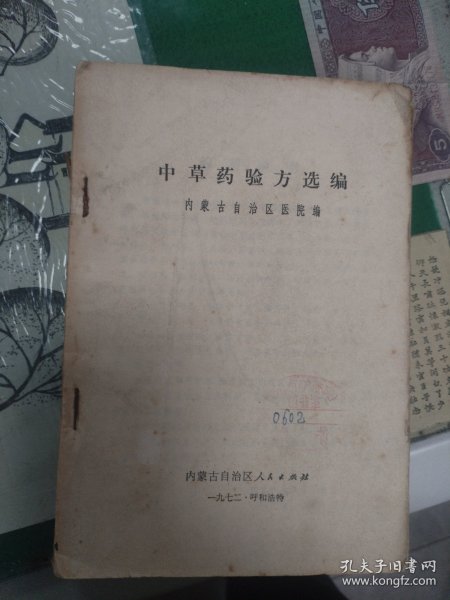 中草药验方选编
内蒙古自治区医院编
0602
内蒙古自治区人民出版社
一九七二·呼和浩特
5
孔夫子旧书网
www.kongfz.com